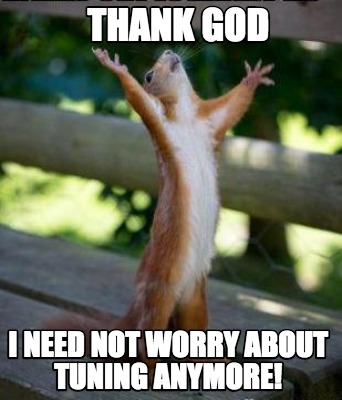 THANK GOD
I NEED NOT WORRY ABOUT
TUNING ANYMORE!